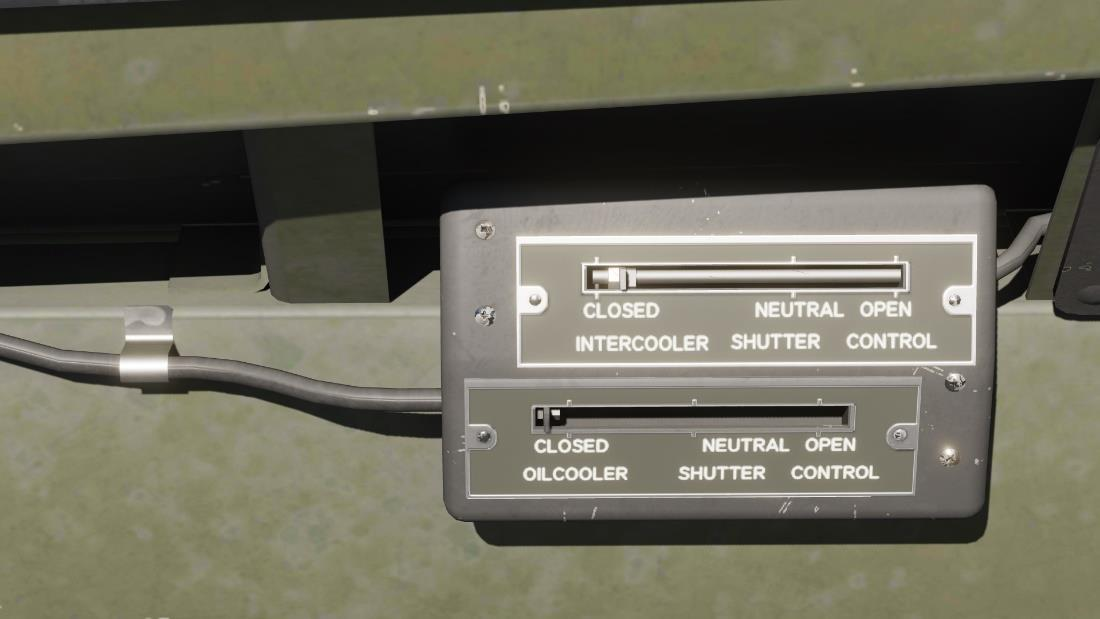 CLOSED NEUTRAL OPEN
INTERCOOLER SHUTTER CONTROL
CLOSED NEUTRAL OPEN
OILCOOLER SHUTTER CONTROL